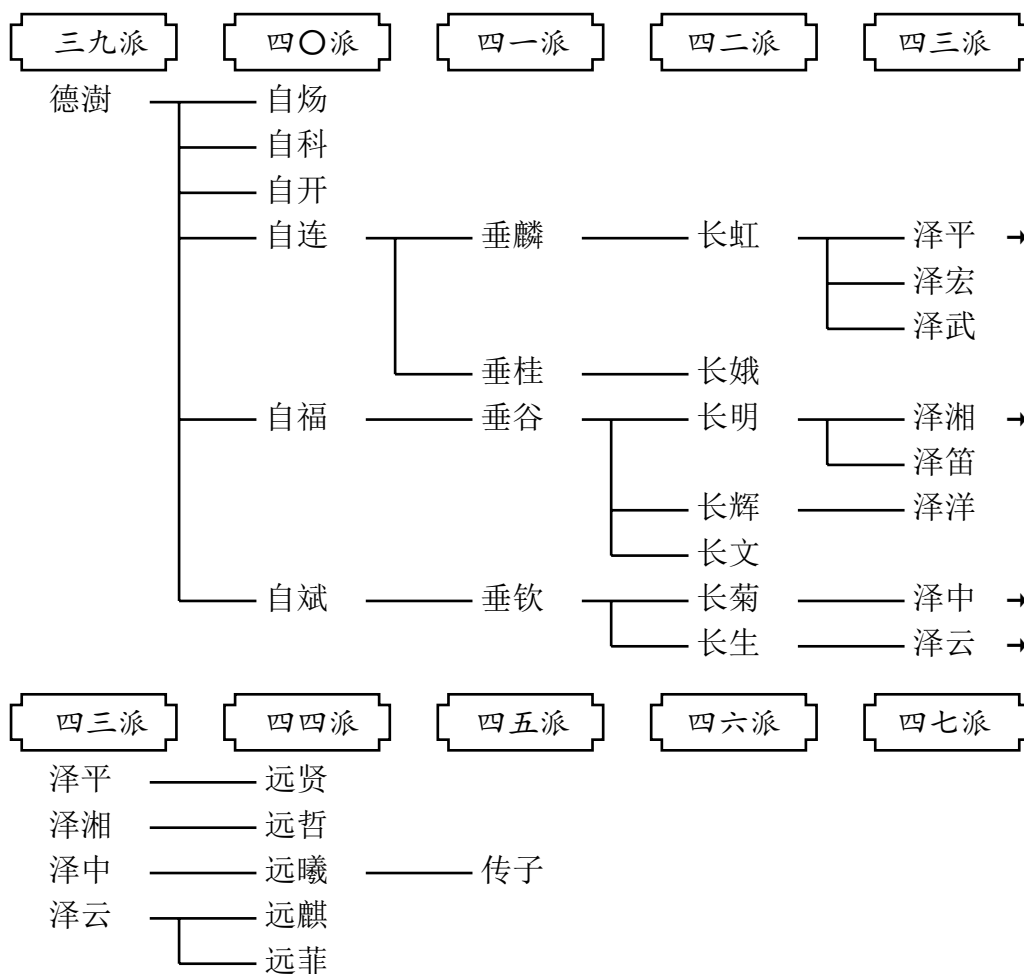 三九派 四〇派 四一派 四二派 四三派
德澍 自炀
自科
自开
自连 垂麟 长虹 泽平
泽宏
泽武
垂桂 长娥
自福 垂谷 长明 泽湘
泽笛
长辉 泽洋
长文
自斌 垂钦 长菊 泽中
长生 泽云
四三派 四四派 四五派 四六派 四七派
泽平 远贤
泽湘 远哲
泽中 远曦 传子
泽云 远麒
远菲